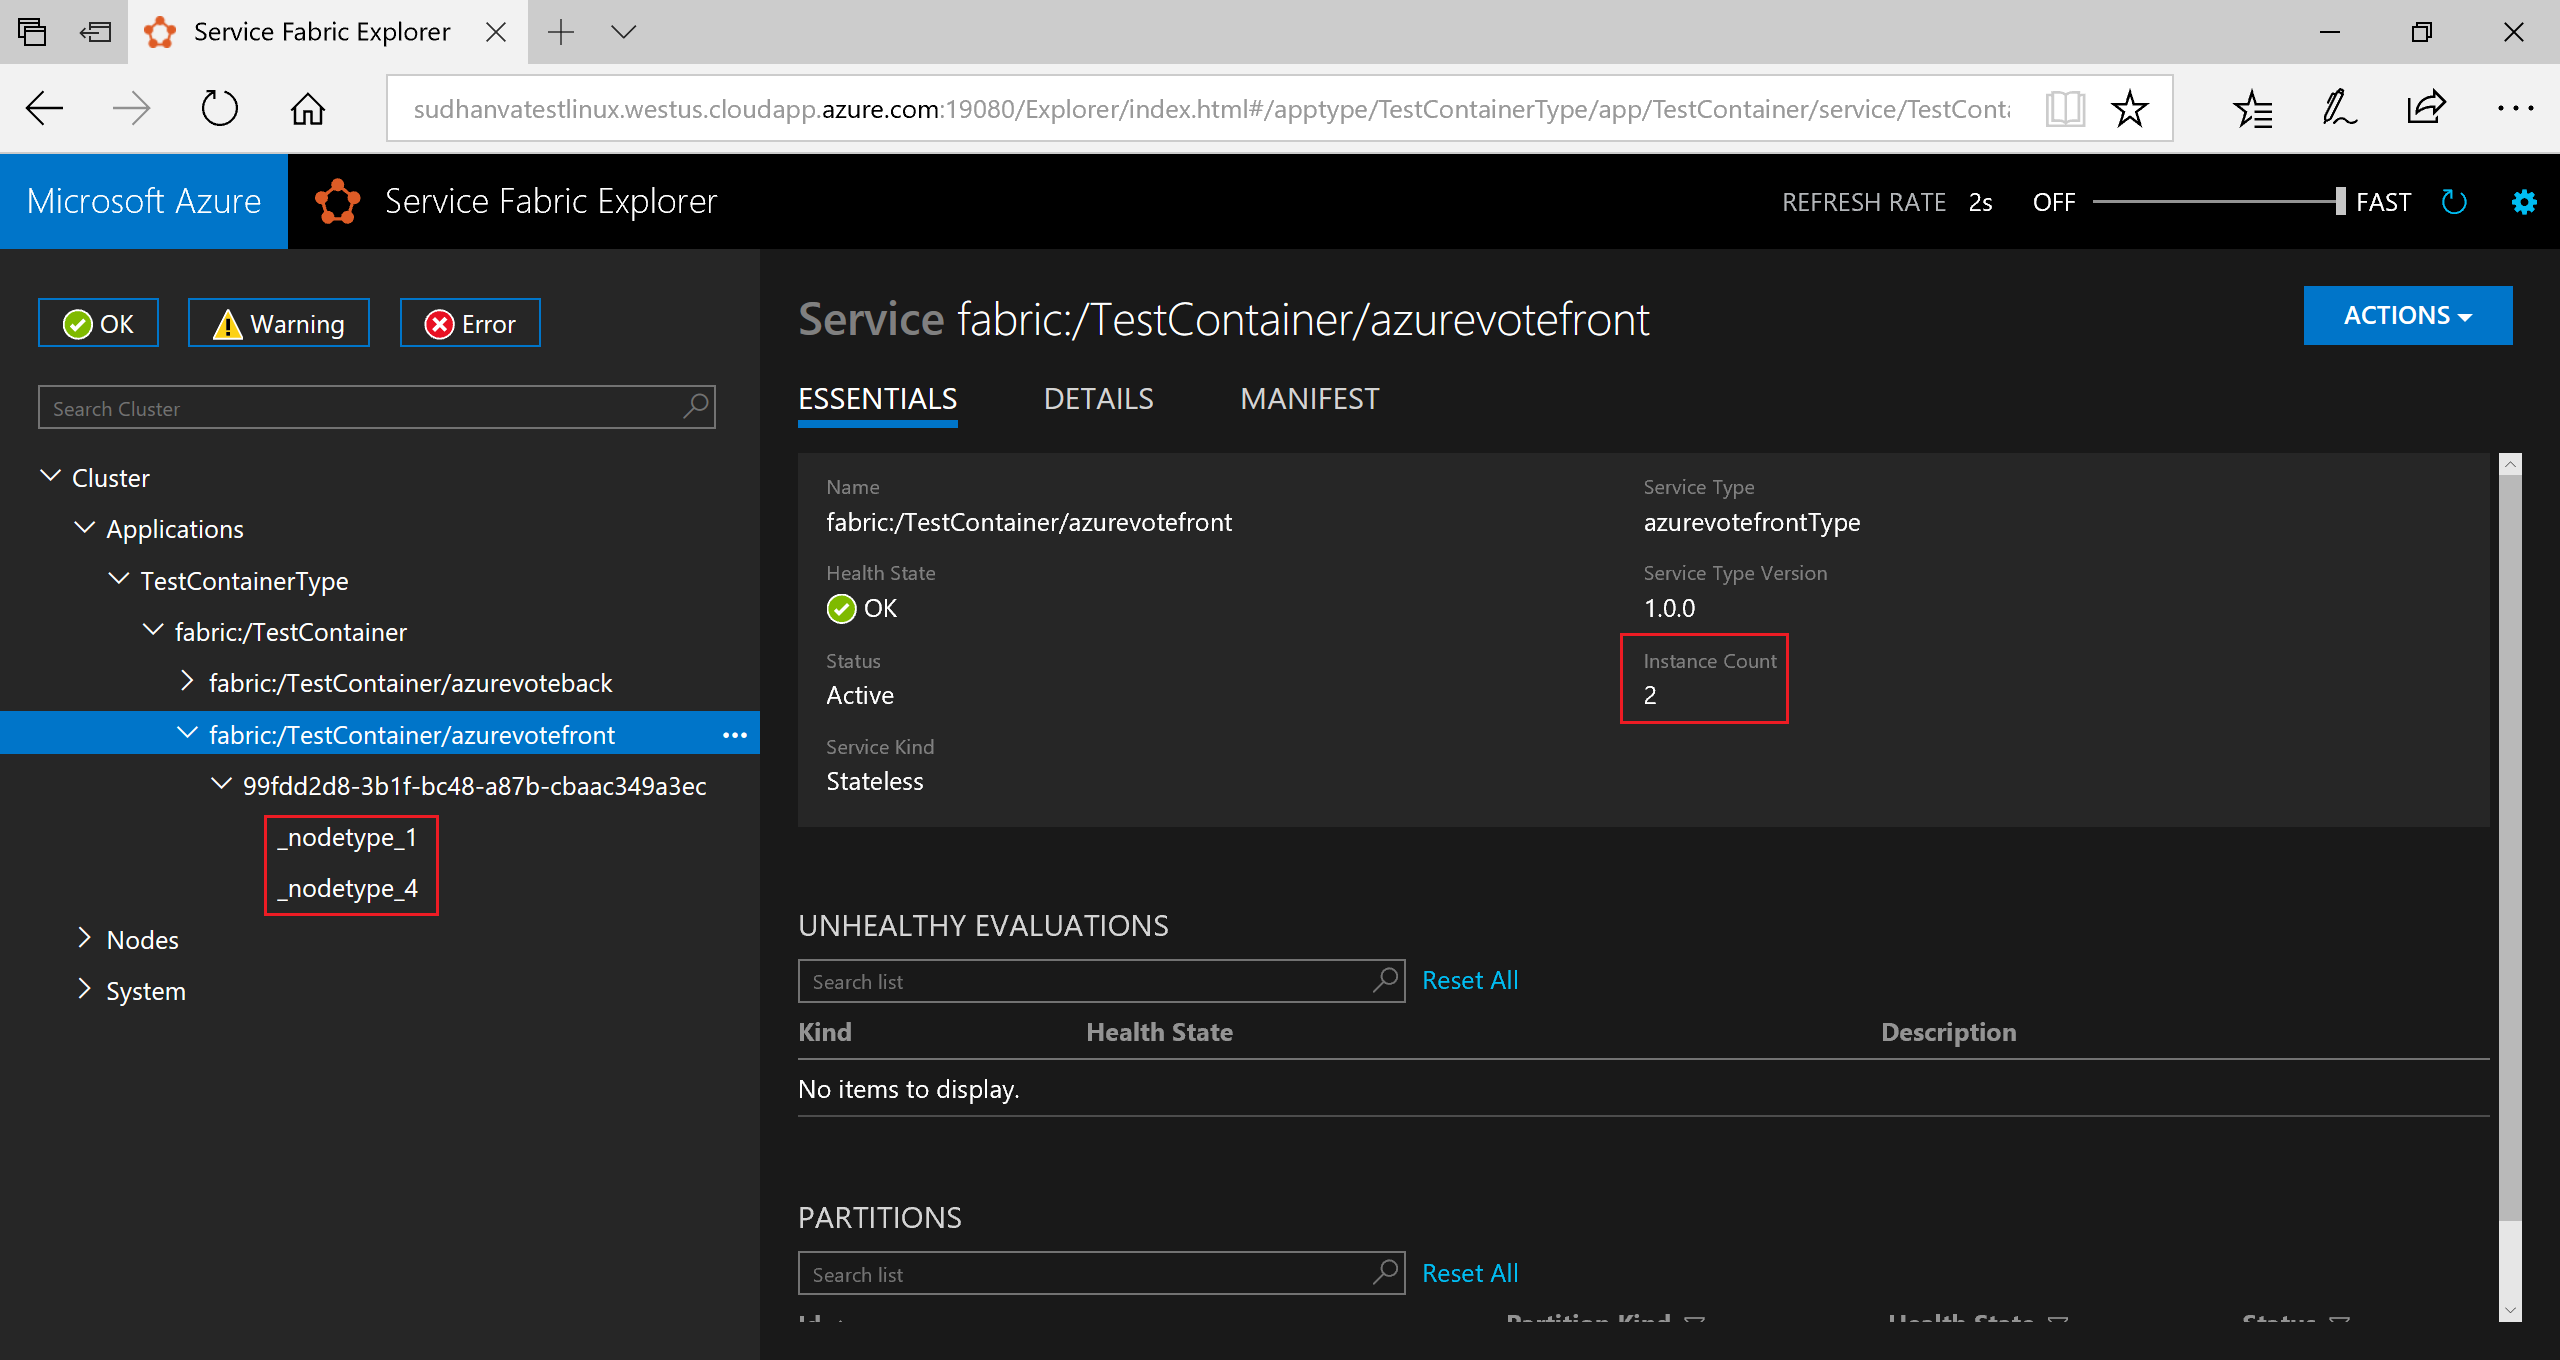 Service Fabric Explorer
sudhanvatestlinux.westus.cloudapp.azure.com:19080/Explorer/index.html#/apptype/TestContainerType/app/TestContainer/service/TestConta
Microsoft Azure
Service Fabric Explorer
REFRESH RATE 2s OFF FAST
OK
Warning
Error
Search Cluster
Cluster
Applications
TestContainerType
fabric:/TestContainer
fabric:/TestContainer/azurevoteback
fabric:/TestContainer/azurevotefront
99fdd2d8-3b1f-bc48-a87b-cbaac349a3ec
_nodetype_1
_nodetype_4
Nodes
System
Service fabric:/TestContainer/azurevotefront
ACTIONS
ESSENTIALS DETAILS MANIFEST
Name
fabric:/TestContainer/azurevotefront
Health State
OK
Status
Active
Service Kind
Stateless
Service Type
azurevotefrontType
Service Type Version
1.0.0
Instance Count
2
UNHEALTHY EVALUATIONS
Search list
Reset All
Kind Health State Description
No items to display.
PARTITIONS
Search list
Reset All
Id Partition Kind Health State Status